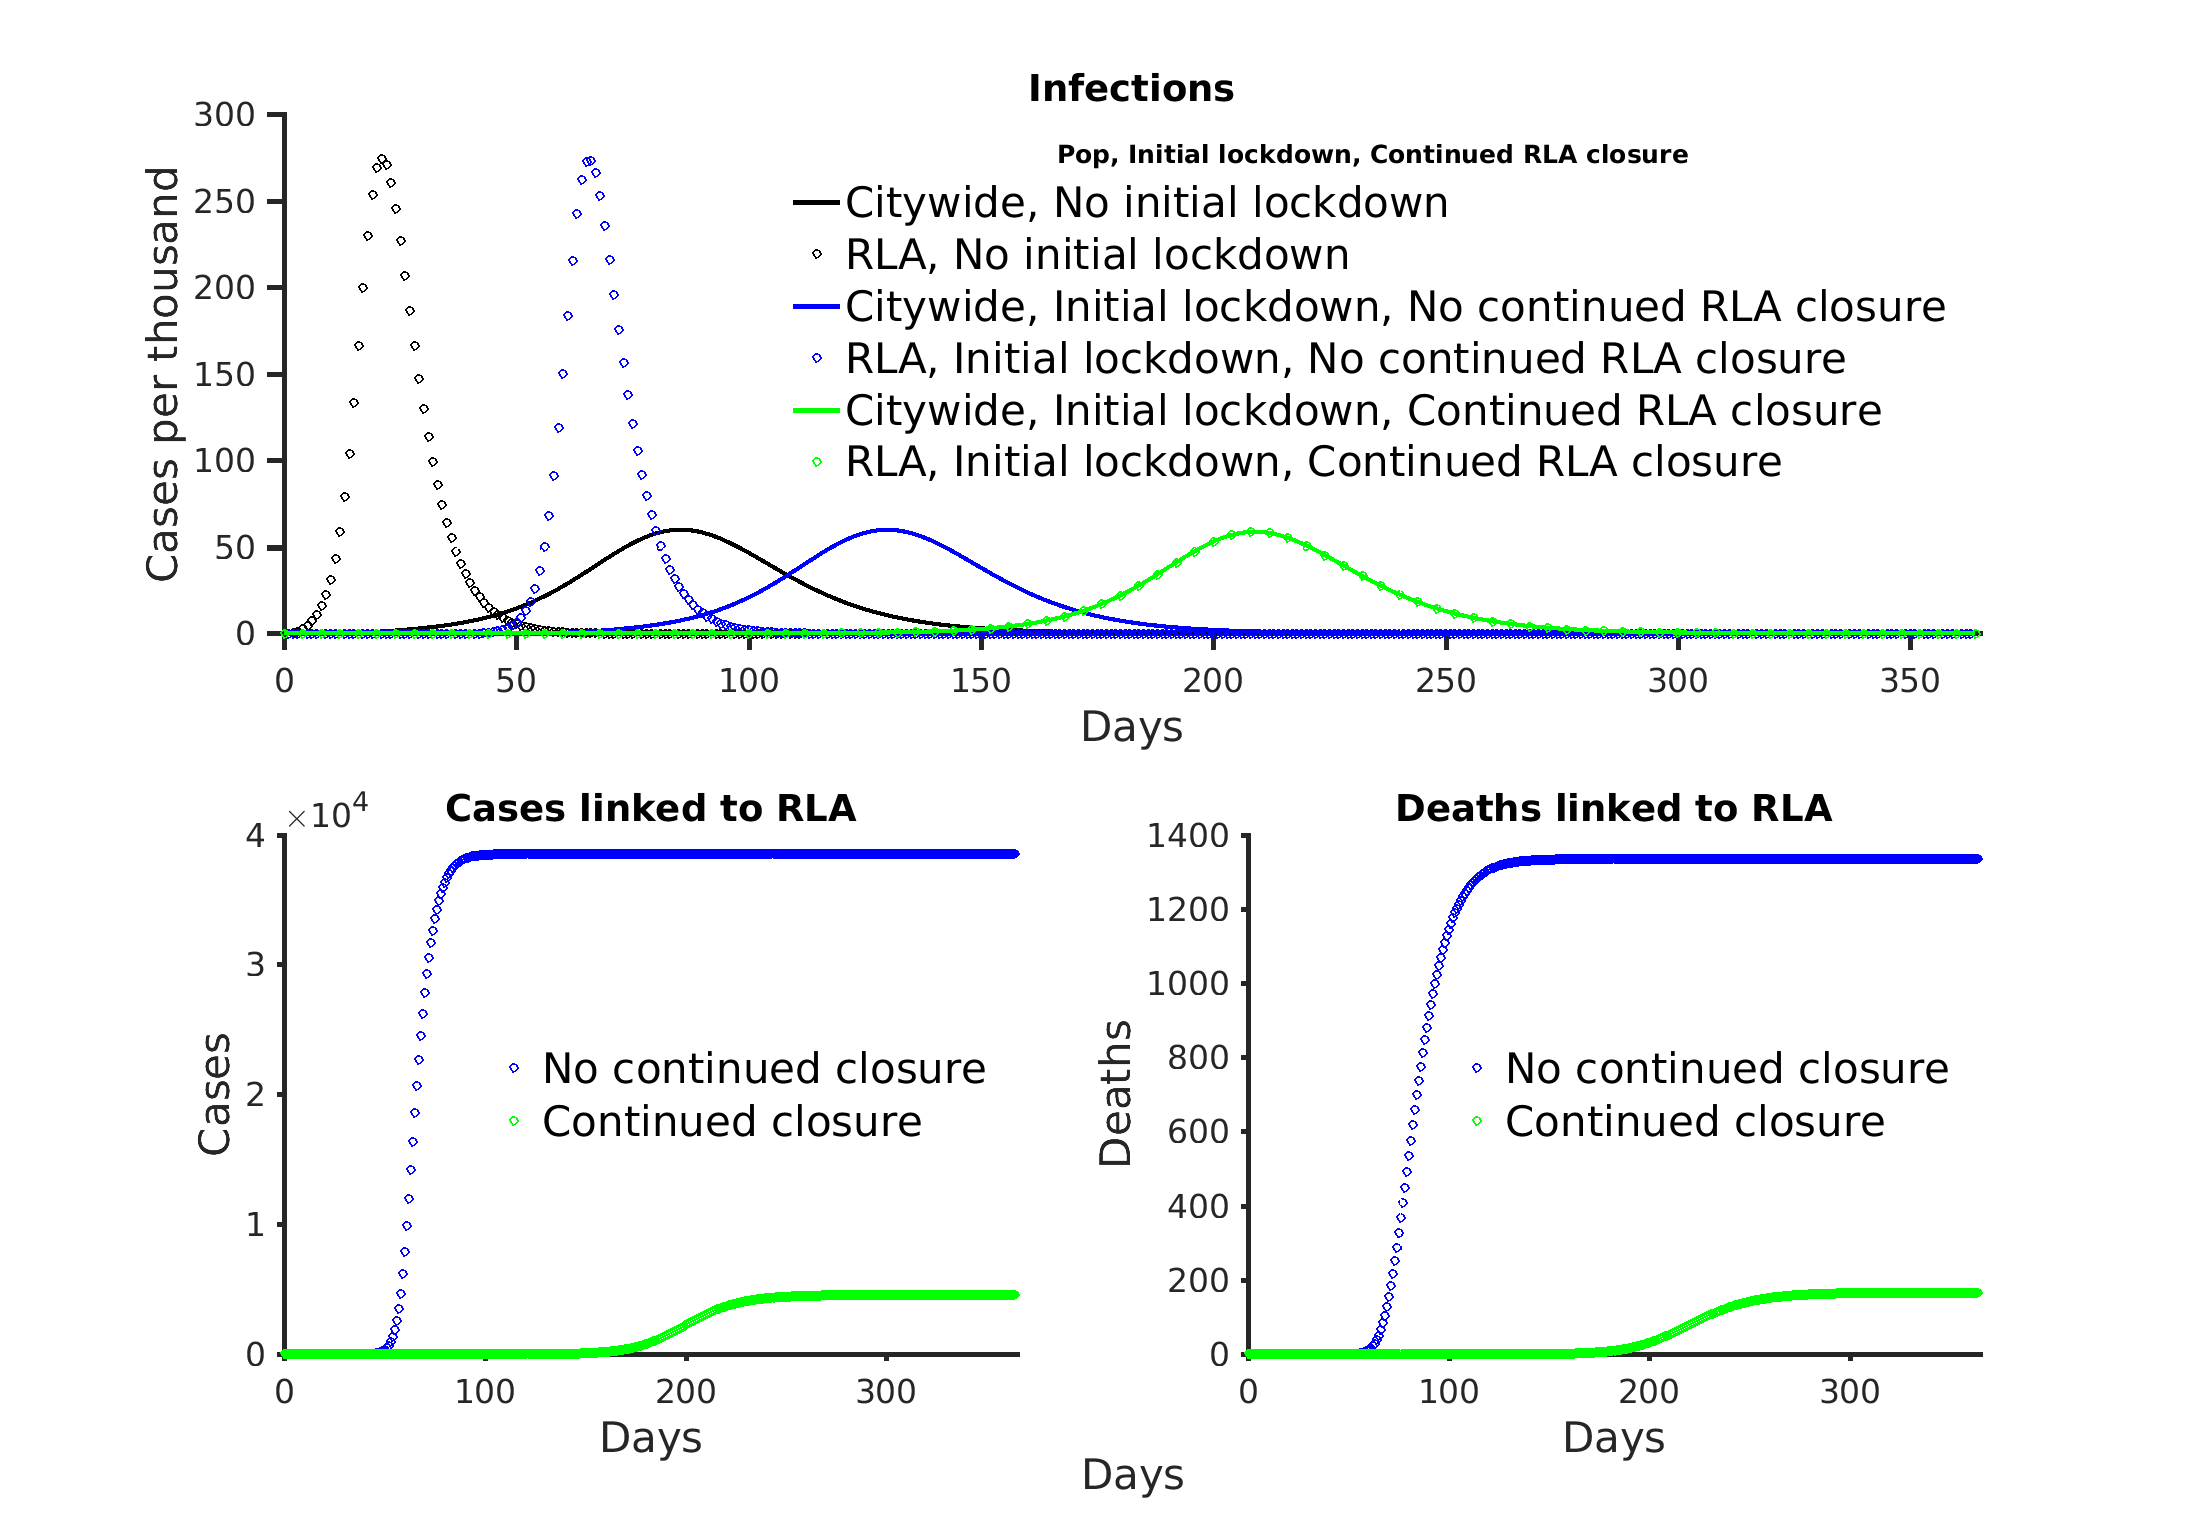 Infections
Pop, Initial lockdown, Continued RLA closure
Citywide, No initial lockdown
RLA, No initial lockdown
Citywide, Initial lockdown, No continued RLA closure
RLA, Initial lockdown, No continued RLA closure
Citywide, Initial lockdown, Continued RLA closure
RLA, Initial lockdown, Continued RLA closure
Cases per thousand
300
250
200
150
100
50
0
0 50 100 150 200 250 300 350
Days
Cases linked to RLA
×10⁴
Cases
4
3
2
1
0
No continued closure
Continued closure
0 100 200 300
Days
Deaths linked to RLA
Deaths
1400
1200
1000
800
600
400
200
0
No continued closure
Continued closure
0 100 200 300
Days
Days